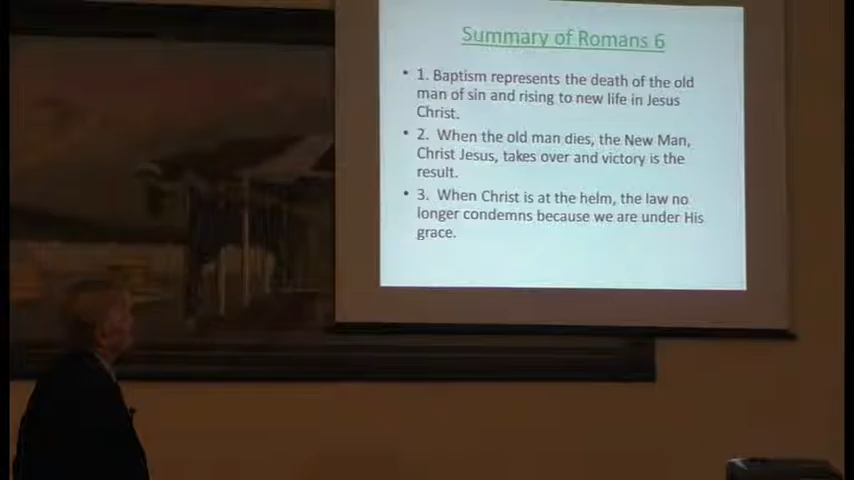 Summary of Romans 6
• 1. Baptism represents the death of the old
man of sin and rising to new life in Jesus
Christ.
• 2. When the old man dies, the New Man,
Christ Jesus, takes over and victory is the
result.
• 3. When Christ is at the helm, the law no
longer condemns because we are under His
grace.